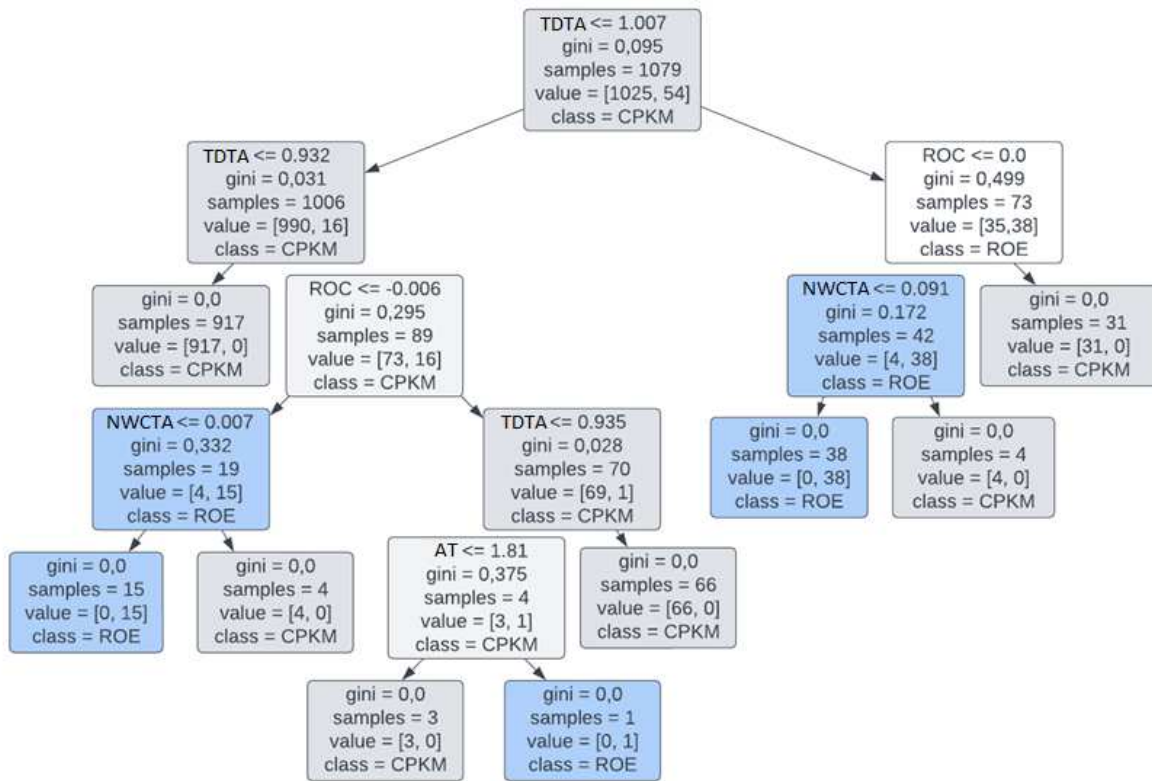 TDTA <= 1.007
gini = 0,095
samples = 1079
value = [1025, 54]
class = CPKM
TDTA <= 0.932
gini = 0,031
samples = 1006
value = [990, 16]
class = CPKM
ROC <= 0.0
gini = 0,499
samples = 73
value = [35,38]
class = ROE
gini = 0,0
samples = 917
value = [917, 0]
class = CPKM
ROC <= -0.006
gini = 0,295
samples = 89
value = [73, 16]
class = CPKM
NWCTA <= 0.091
gini = 0.172
samples = 42
value = [4, 38]
class = ROE
gini = 0,0
samples = 31
value = [31, 0]
class = CPKM
NWCTA <= 0.007
gini = 0,332
samples = 19
value = [4, 15]
class = ROE
TDTA <= 0.935
gini = 0,028
samples = 70
value = [69, 1]
class = CPKM
gini = 0,0
samples = 38
value = [0, 38]
class = ROE
gini = 0,0
samples = 4
value = [4, 0]
class = CPKM
gini = 0,0
samples = 15
value = [0, 15]
class = ROE
gini = 0,0
samples = 4
value = [4, 0]
class = CPKM
AT <= 1.81
gini = 0,375
samples = 4
value = [3, 1]
class = CPKM
gini = 0,0
samples = 66
value = [66, 0]
class = CPKM
gini = 0,0
samples = 3
value = [3, 0]
class = CPKM
gini = 0,0
samples = 1
value = [0, 1]
class = ROE